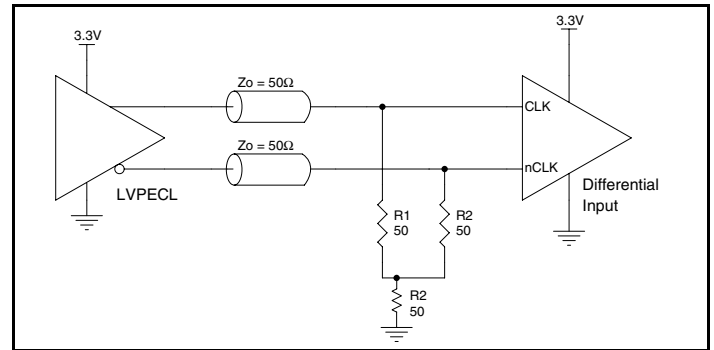 3.3V
3.3V
Zo = 50Ω
CLK
Zo = 50Ω
nCLK
LVPECL
Differential
Input
R1
50
R2
50
R2
50